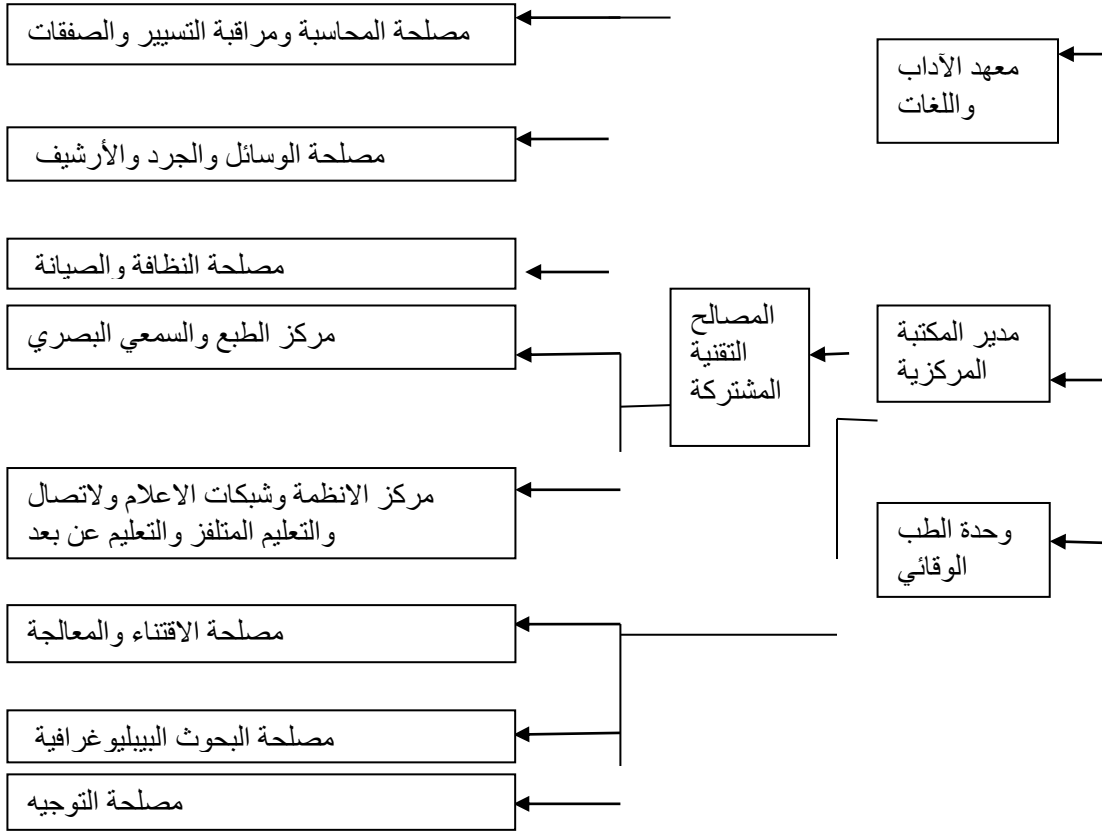 مصلحة المحاسبة ومراقبة التسيير والصفقات
معهد الآداب
واللغات
مصلحة الوسائل والجرد والأرشيف
مصلحة النظافة والصيانة
المصالح
التقنية
المشتركة
مدير المكتبة
المركزية
مركز الطبع والسمعي البصري
مركز الانظمة وشبكات الاعلام ولاتصال
والتعليم المتلفز والتعليم عن بعد
وحدة الطب
الوقائي
مصلحة الاقتناء والمعالجة
مصلحة البحوث البيبليوغرافية
مصلحة التوجيه